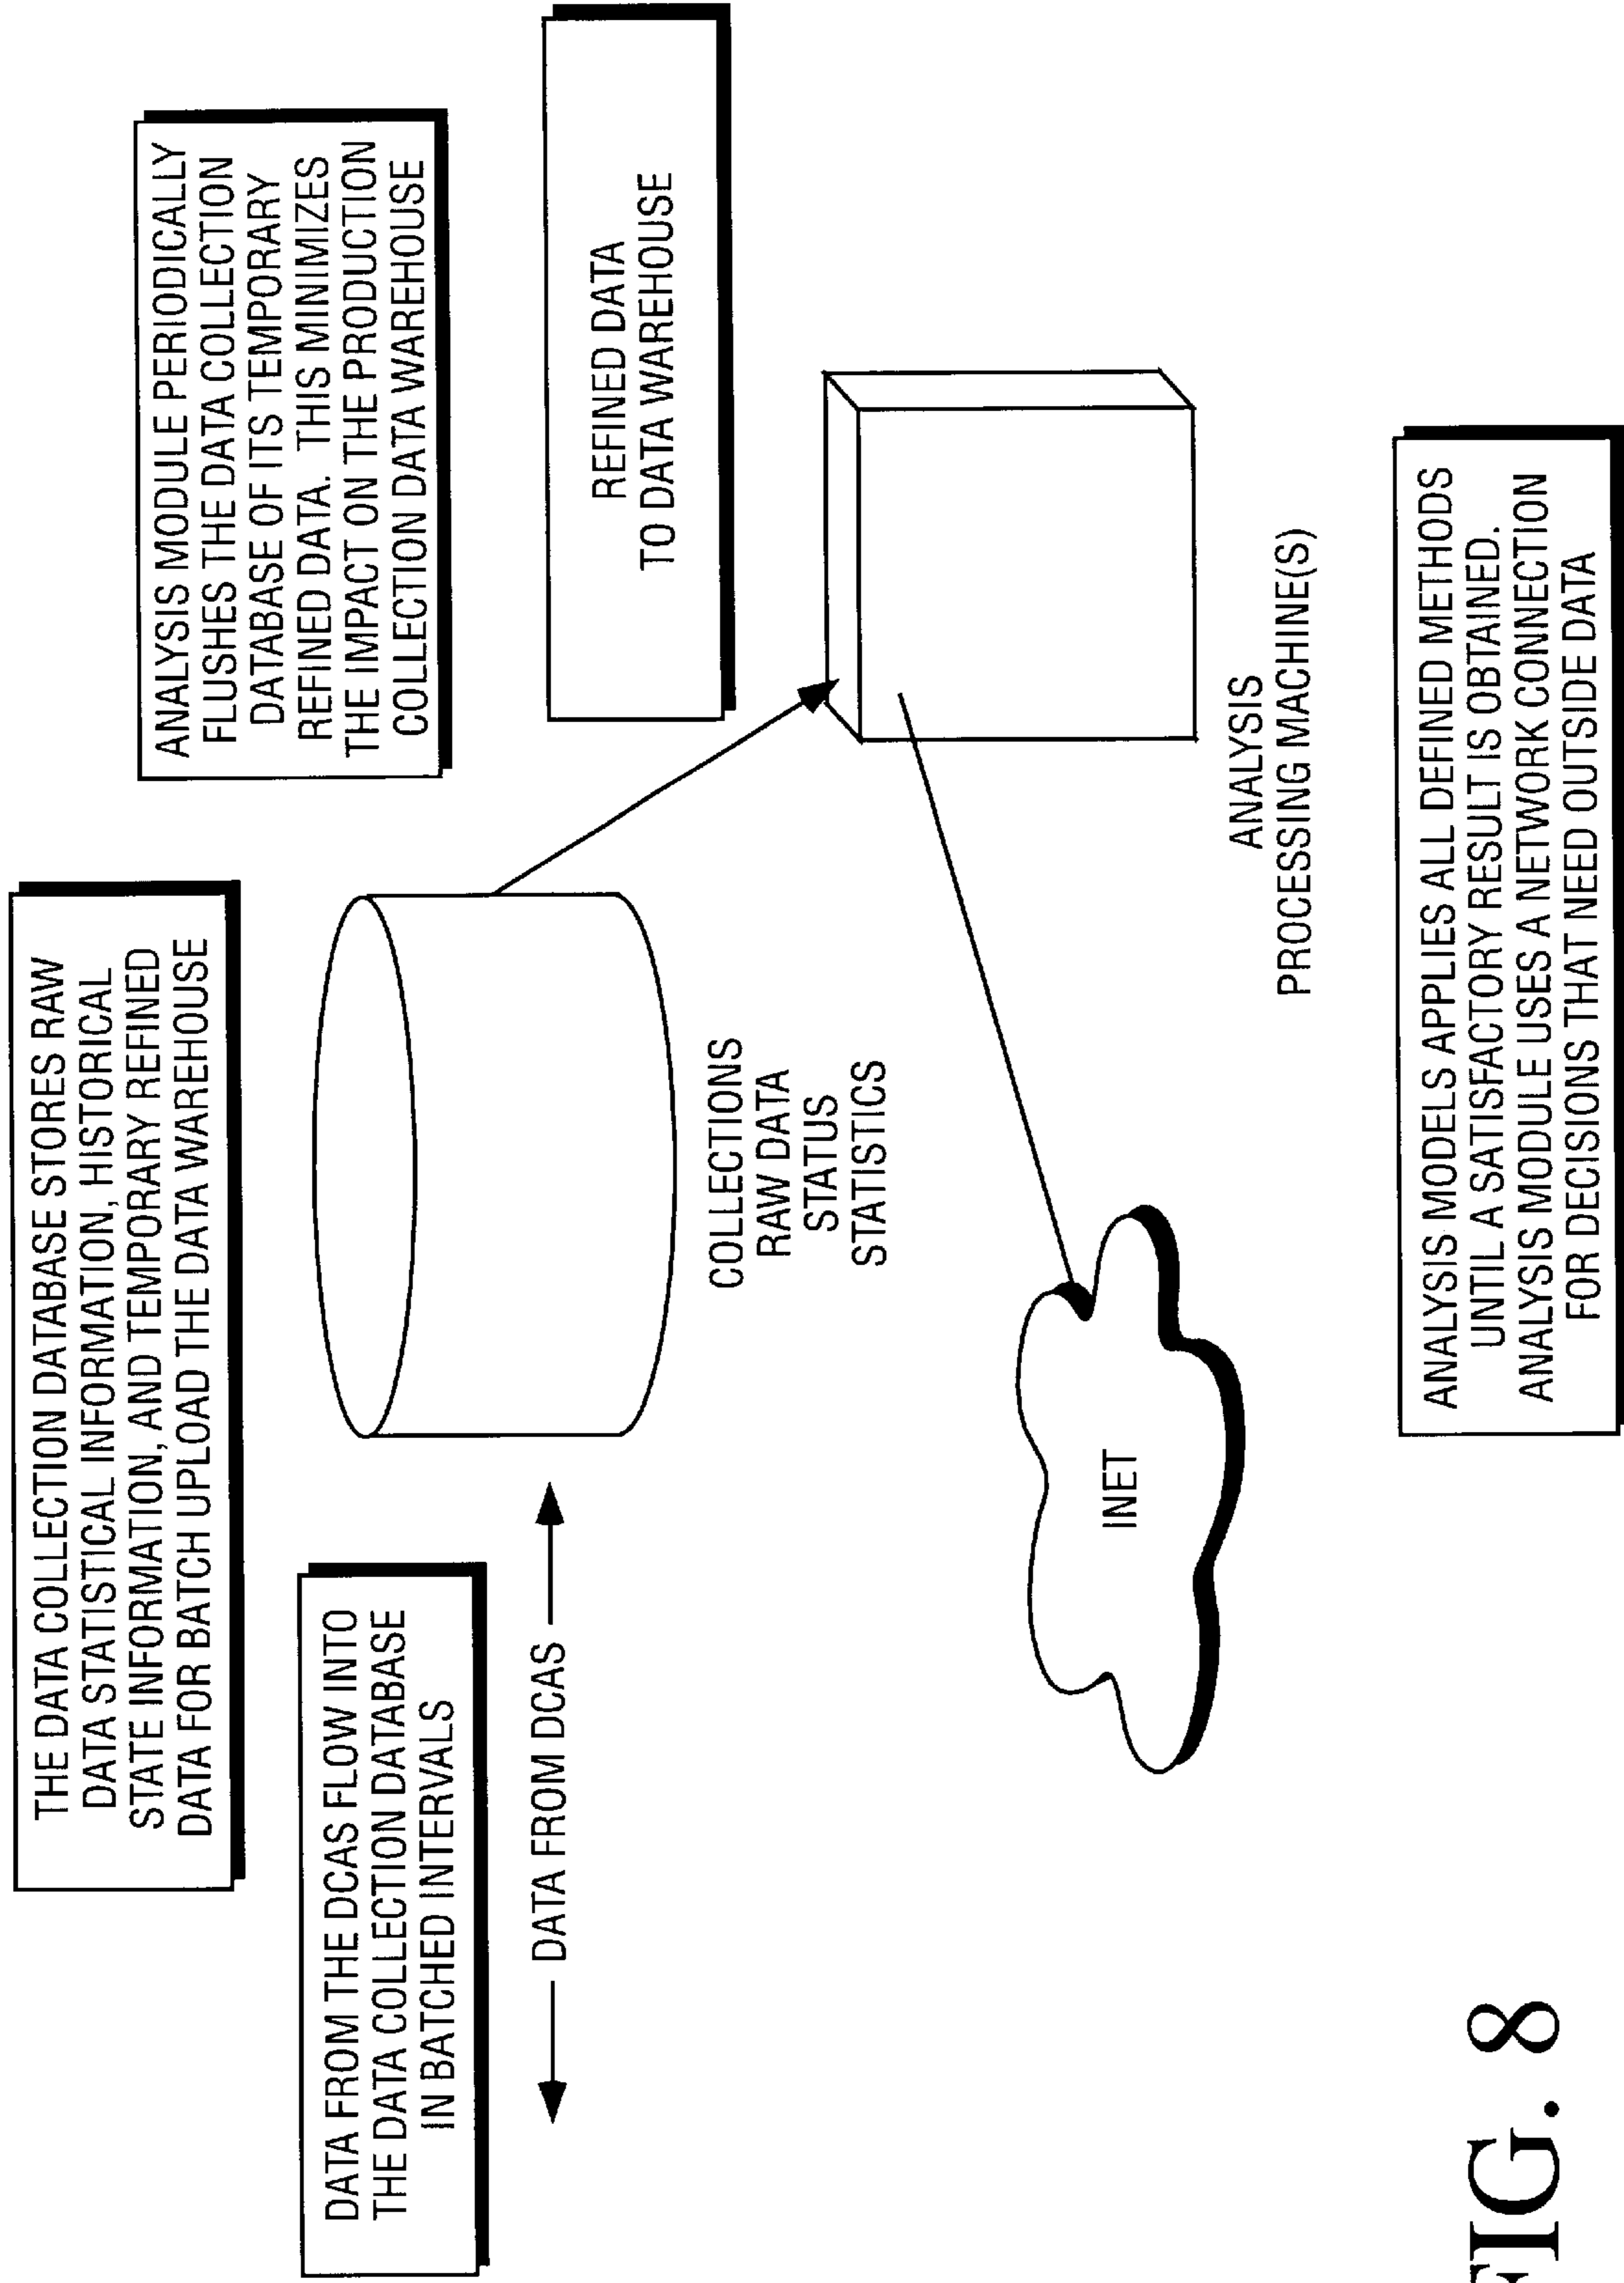 THE DATA COLLECTION DATABASE STORES RAW
DATA STATISTICAL INFORMATION, HISTORICAL
STATE INFORMATION, AND TEMPORARY REFINED
DATA FOR BATCH UPLOAD THE DATA WAREHOUSE
ANALYSIS MODULE PERIODICALLY
FLUSHES THE DATA COLLECTION
DATABASE OF ITS TEMPORARY
REFINED DATA. THIS MINIMIZES
THE IMPACT ON THE PRODUCTION
COLLECTION DATA WAREHOUSE
DATA FROM THE DCAS FLOW INTO
THE DATA COLLECTION DATABASE
IN BATCHED INTERVALS
DATA FROM DCAS
REFINED DATA
TO DATA WAREHOUSE
COLLECTIONS
RAW DATA
STATUS
STATISTICS
INET
ANALYSIS
PROCESSING MACHINE(S)
ANALYSIS MODELS APPLIES ALL DEFINED METHODS
UNTIL A SATISFACTORY RESULT IS OBTAINED.
ANALYSIS MODULE USES A NETWORK CONNECTION
FOR DECISIONS THAT NEED OUTSIDE DATA
FIG. 8